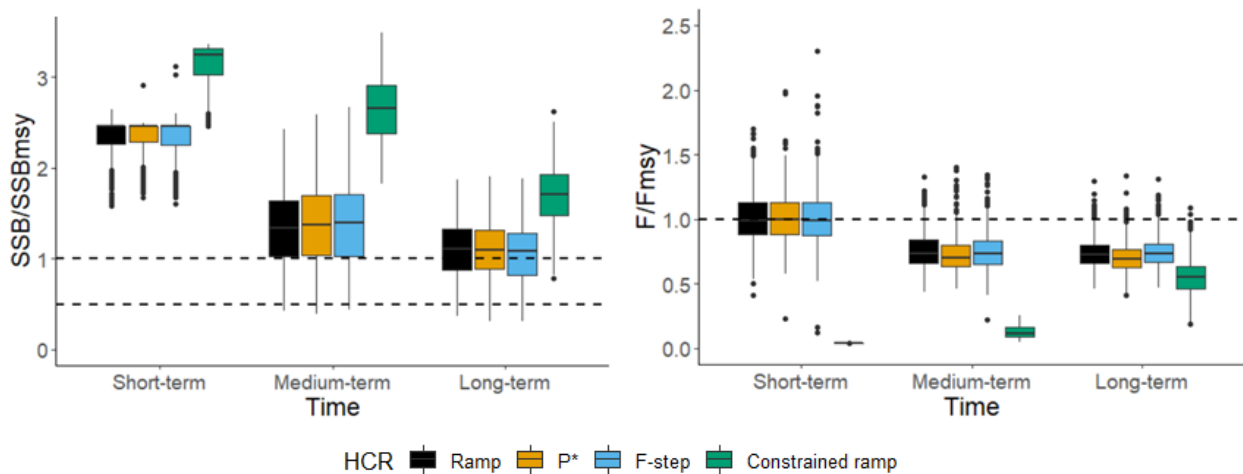 SSB/SSBmsy
3
2
1
0
Short-term Medium-term Long-term
Time
F/Fmsy
2.5
2.0
1.5
1.0
0.5
0.0
Short-term Medium-term Long-term
Time
HCR Ramp P* F-step Constrained ramp